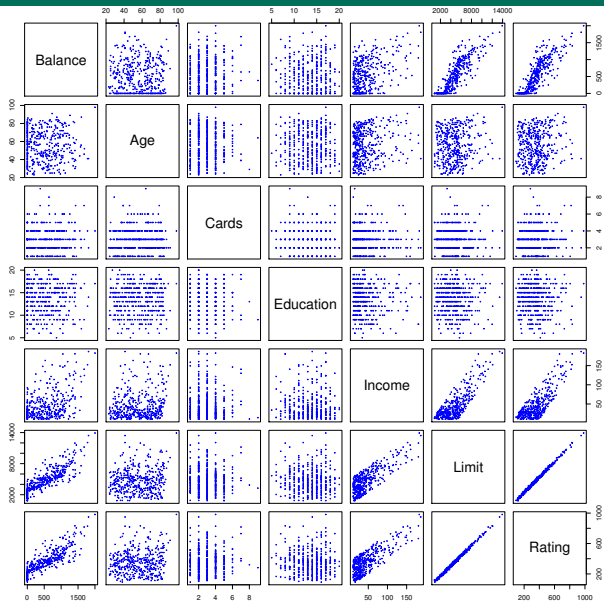 20 40 60 80 100 5 10 15 20 2000 8000 14000
Balance
0 500 1500
20 40 60 80 100
Age
Cards
2 4 6 8
5 10 15 20
Education
Income
50 100 150
2000 8000 14000
Limit
Rating
200 600 1000
0 500 1500 2 4 6 8 50 100 150 200 600 1000